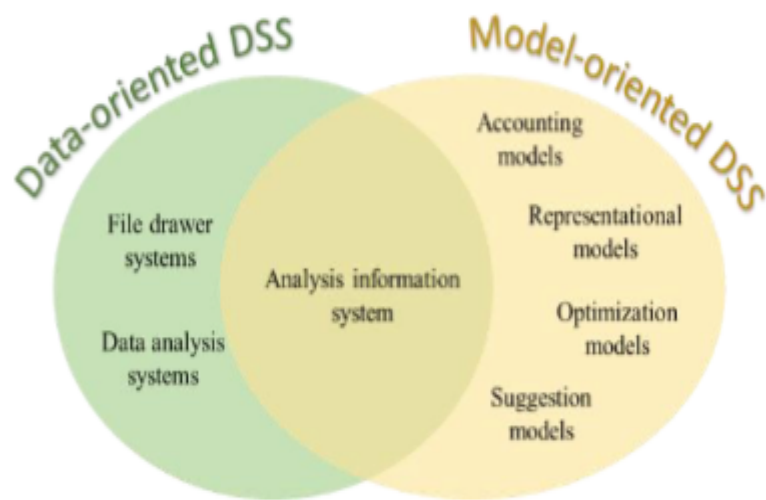 Data-oriented DSS
Model-oriented DSS
File drawer
systems
Data analysis
systems
Analysis information
system
Accounting
models
Representational
models
Optimization
models
Suggestion
models